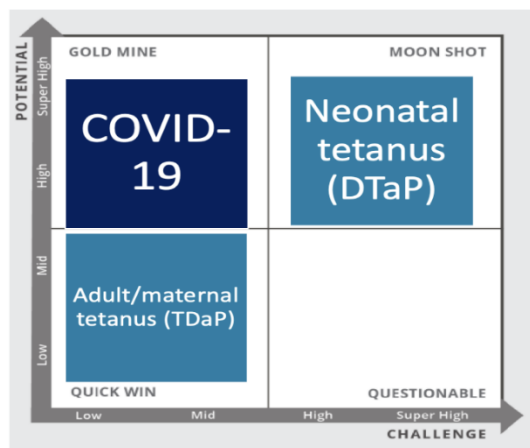 GOLD MINE
MOON SHOT
COVID-
19
Neonatal
tetanus
(DTaP)
Adult/maternal
tetanus (TDaP)
QUICK WIN
QUESTIONABLE
POTENTIAL
Super High
High
Mid
Low
Low
Mid
High
Super High
CHALLENGE